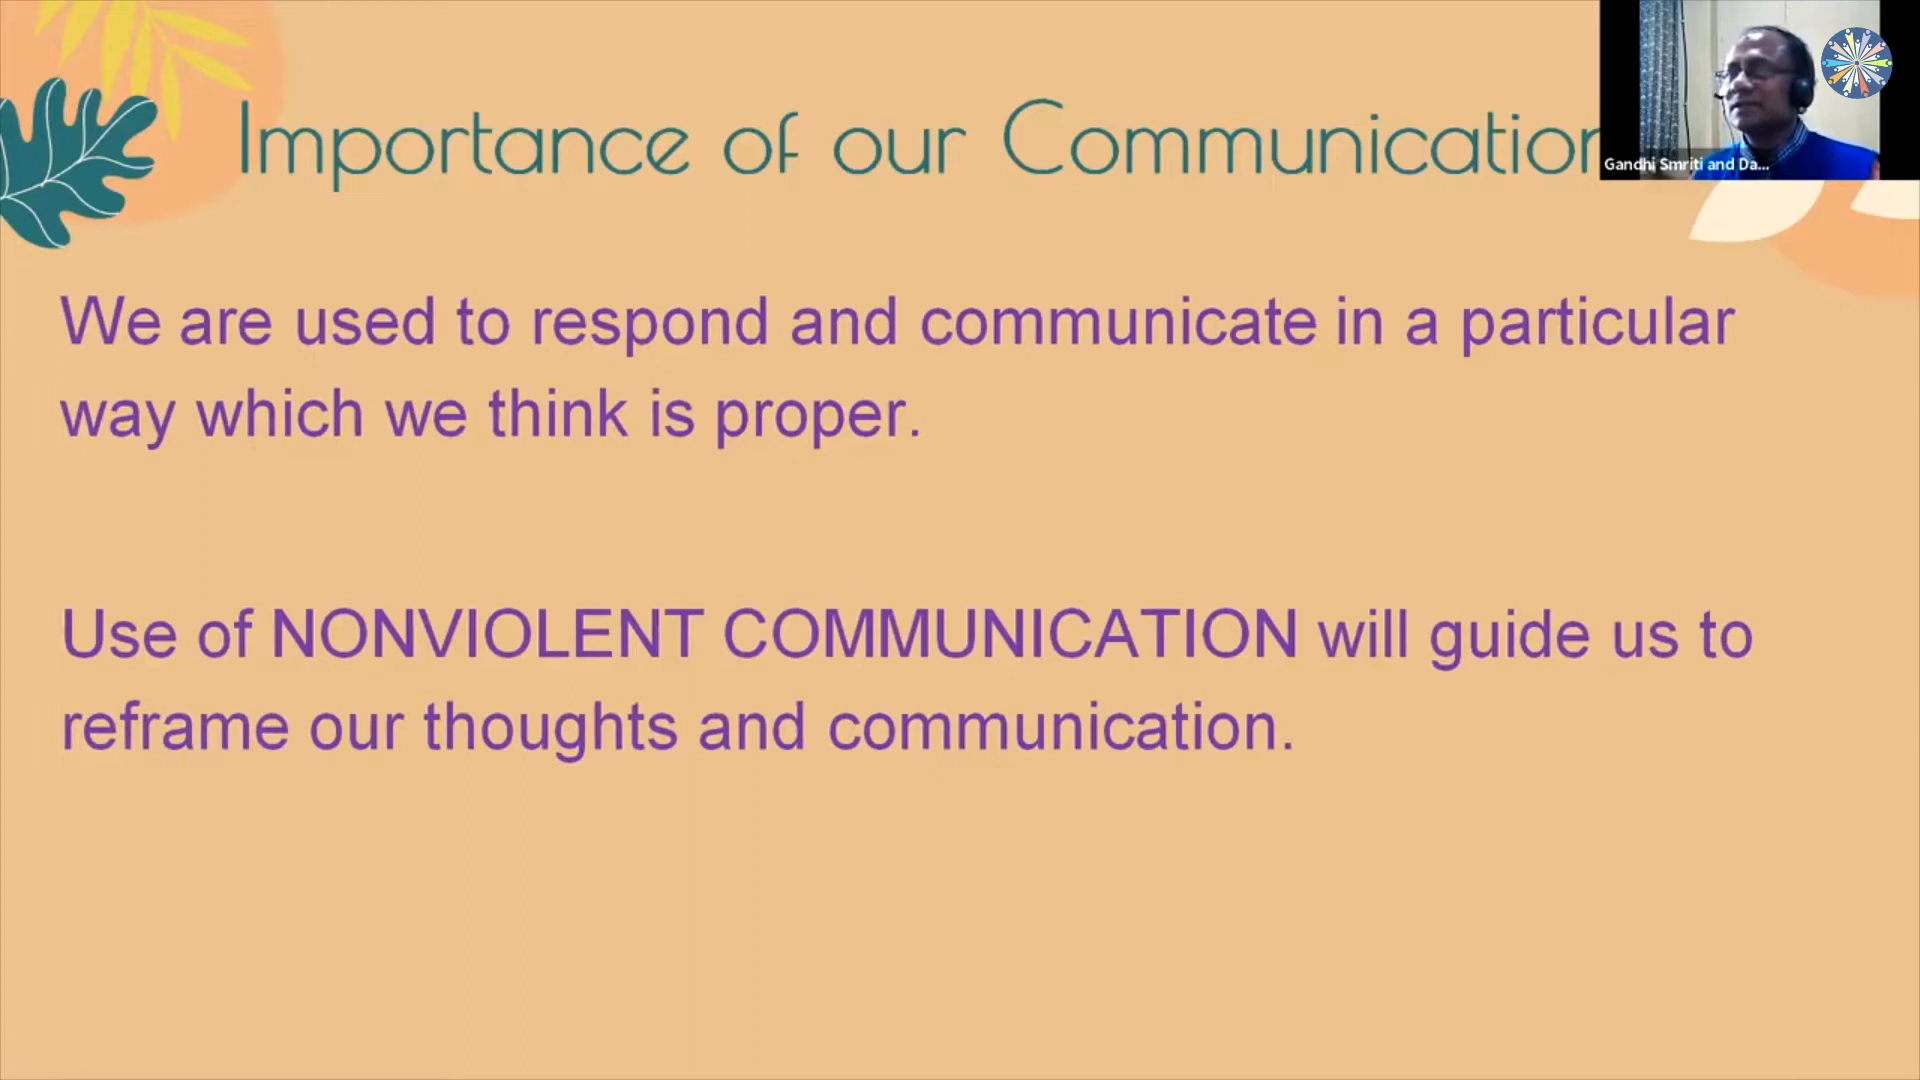 Importance of our Communication
Gandhi Smriti and Da...
We are used to respond and communicate in a particular
way which we think is proper.
Use of NONVIOLENT COMMUNICATION will guide us to
reframe our thoughts and communication.